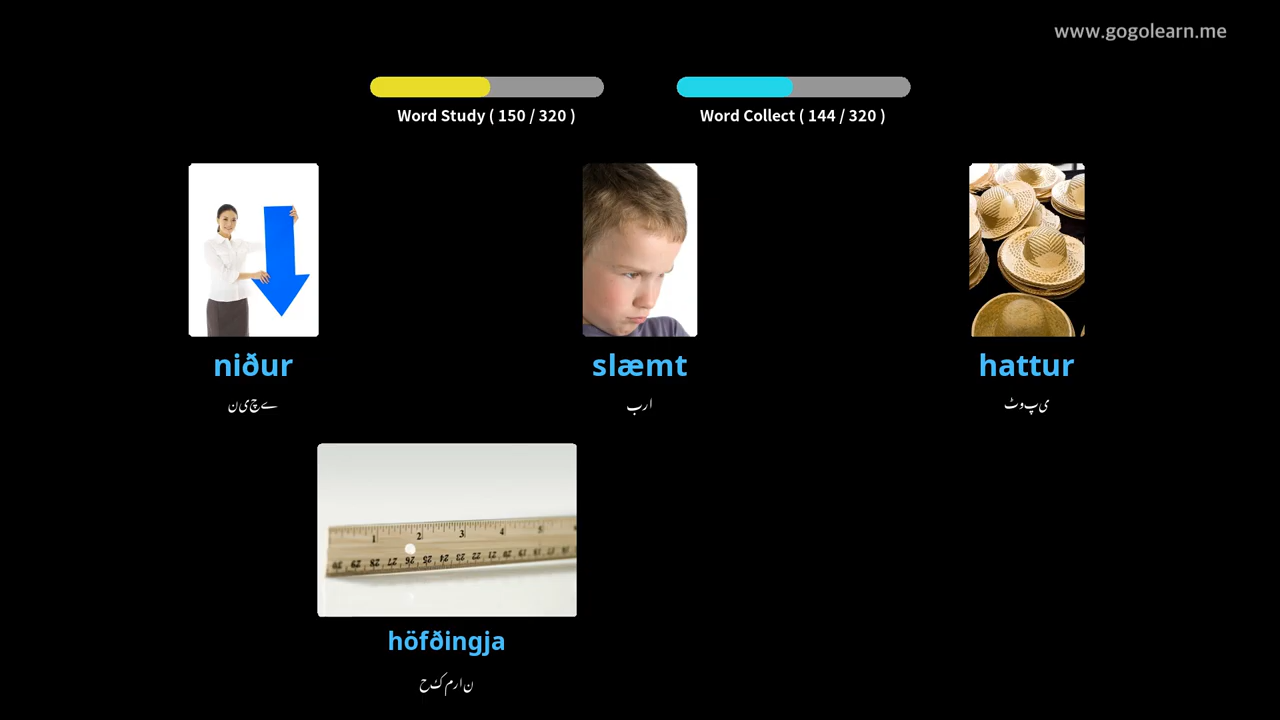 www.gogolearn.me
Word Study ( 150 / 320 )
Word Collect ( 144 / 320 )
niður
slæmt
hattur
نیچے
برا
ٹوپی
höfðingja
حکمران